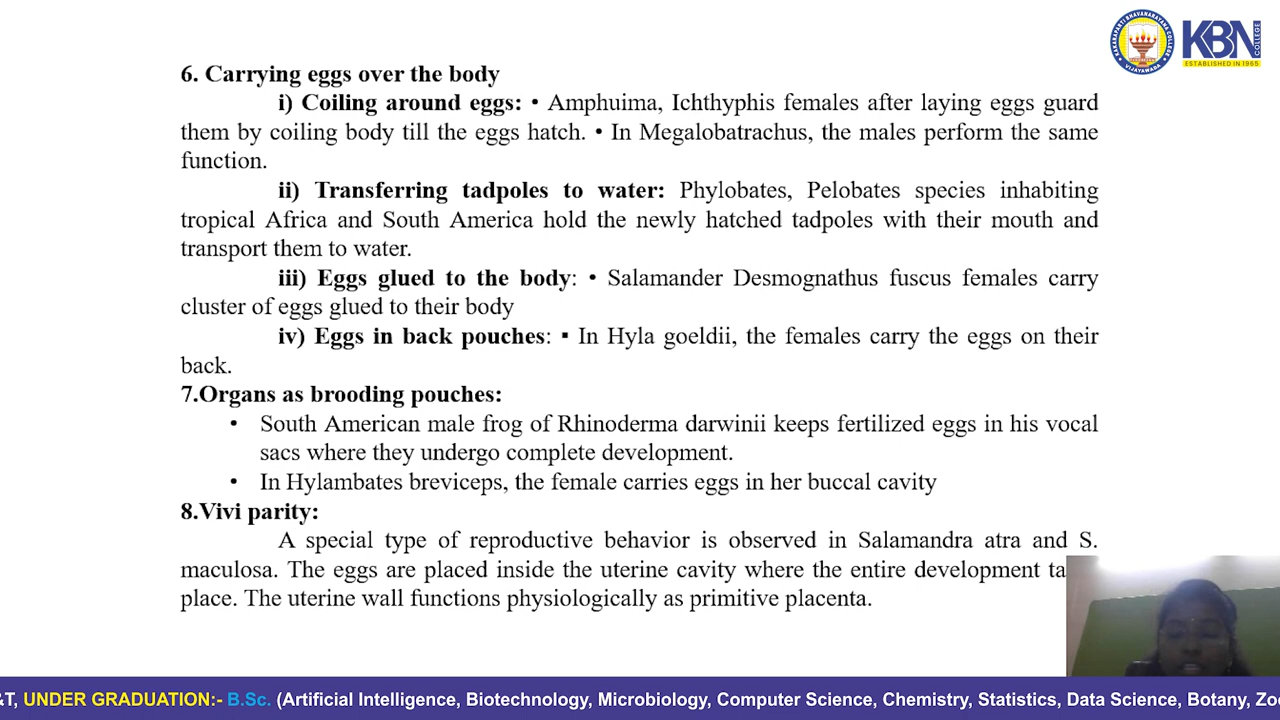 KAKARAPARTI BHAVANARAYANA COLLEGE
VIJAYAWADA
KBN
COLLEGE
ESTABLISHED IN 1965
6. Carrying eggs over the body
i) Coiling around eggs: • Amphuima, Ichthyphis females after laying eggs guard
them by coiling body till the eggs hatch. • In Megalobatrachus, the males perform the same
function.
ii) Transferring tadpoles to water: Phylobates, Pelobates species inhabiting
tropical Africa and South America hold the newly hatched tadpoles with their mouth and
transport them to water.
iii) Eggs glued to the body: • Salamander Desmognathus fuscus females carry
cluster of eggs glued to their body
iv) Eggs in back pouches: ▪ In Hyla goeldii, the females carry the eggs on their
back.
7.Organs as brooding pouches:
• South American male frog of Rhinoderma darwinii keeps fertilized eggs in his vocal
sacs where they undergo complete development.
• In Hylambates breviceps, the female carries eggs in her buccal cavity
8.Vivi parity:
A special type of reproductive behavior is observed in Salamandra atra and S.
maculosa. The eggs are placed inside the uterine cavity where the entire development ta
place. The uterine wall functions physiologically as primitive placenta.
&T, UNDER GRADUATION:- B.Sc. (Artificial Intelligence, Biotechnology, Microbiology, Computer Science, Chemistry, Statistics, Data Science, Botany, Zo